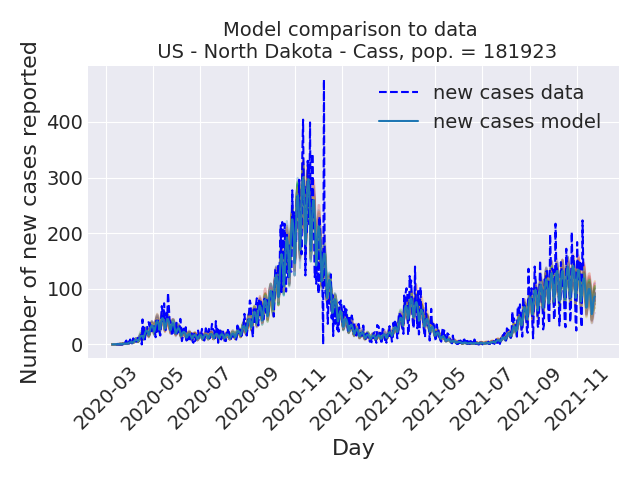 Model comparison to data
US - North Dakota - Cass, pop. = 181923
Number of new cases reported
400
300
200
100
0
new cases data
new cases model
2020-03
2020-05
2020-07
2020-09
2020-11
2021-01
2021-03
2021-05
2021-07
2021-09
2021-11
Day